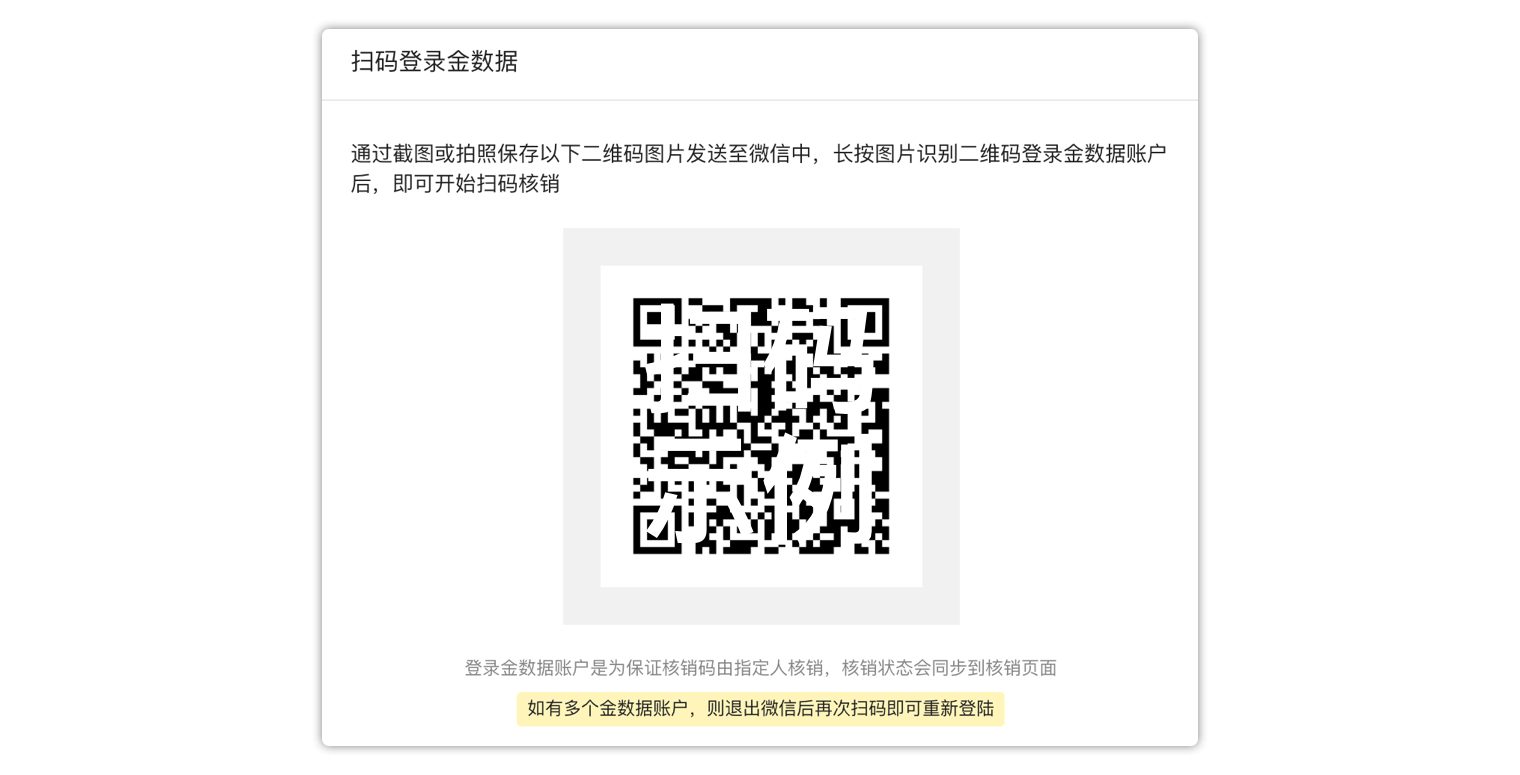 扫码登录金数据
通过截图或拍照保存以下二维码图片发送至微信中，长按图片识别二维码登录金数据账户
后，即可开始扫码核销
扫码
示例
登录金数据账户是为保证核销码由指定人核销，核销状态会同步到核销页面
如有多个金数据账户，则退出微信后再次扫码即可重新登陆